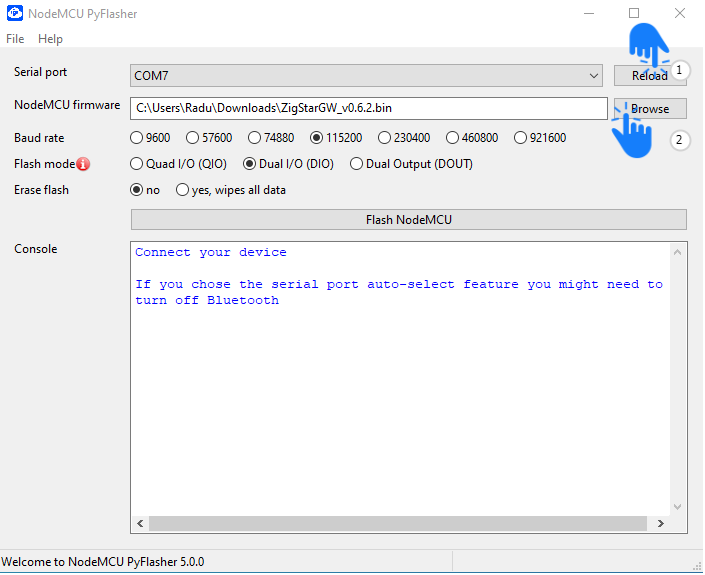 NodeMCU PyFlasher
File Help
Serial port COM7 Reload 1
NodeMCU firmware C:\Users\Radu\Downloads\ZigStarGW_v0.6.2.bin Browse
Baud rate 9600 57600 74880 115200 230400 460800 921600 2
Flash mode Quad I/O (QIO) Dual I/O (DIO) Dual Output (DOUT)
Erase flash no yes, wipes all data
Flash NodeMCU
Console Connect your device
If you chose the serial port auto-select feature you might need to
turn off Bluetooth
Welcome to NodeMCU PyFlasher 5.0.0